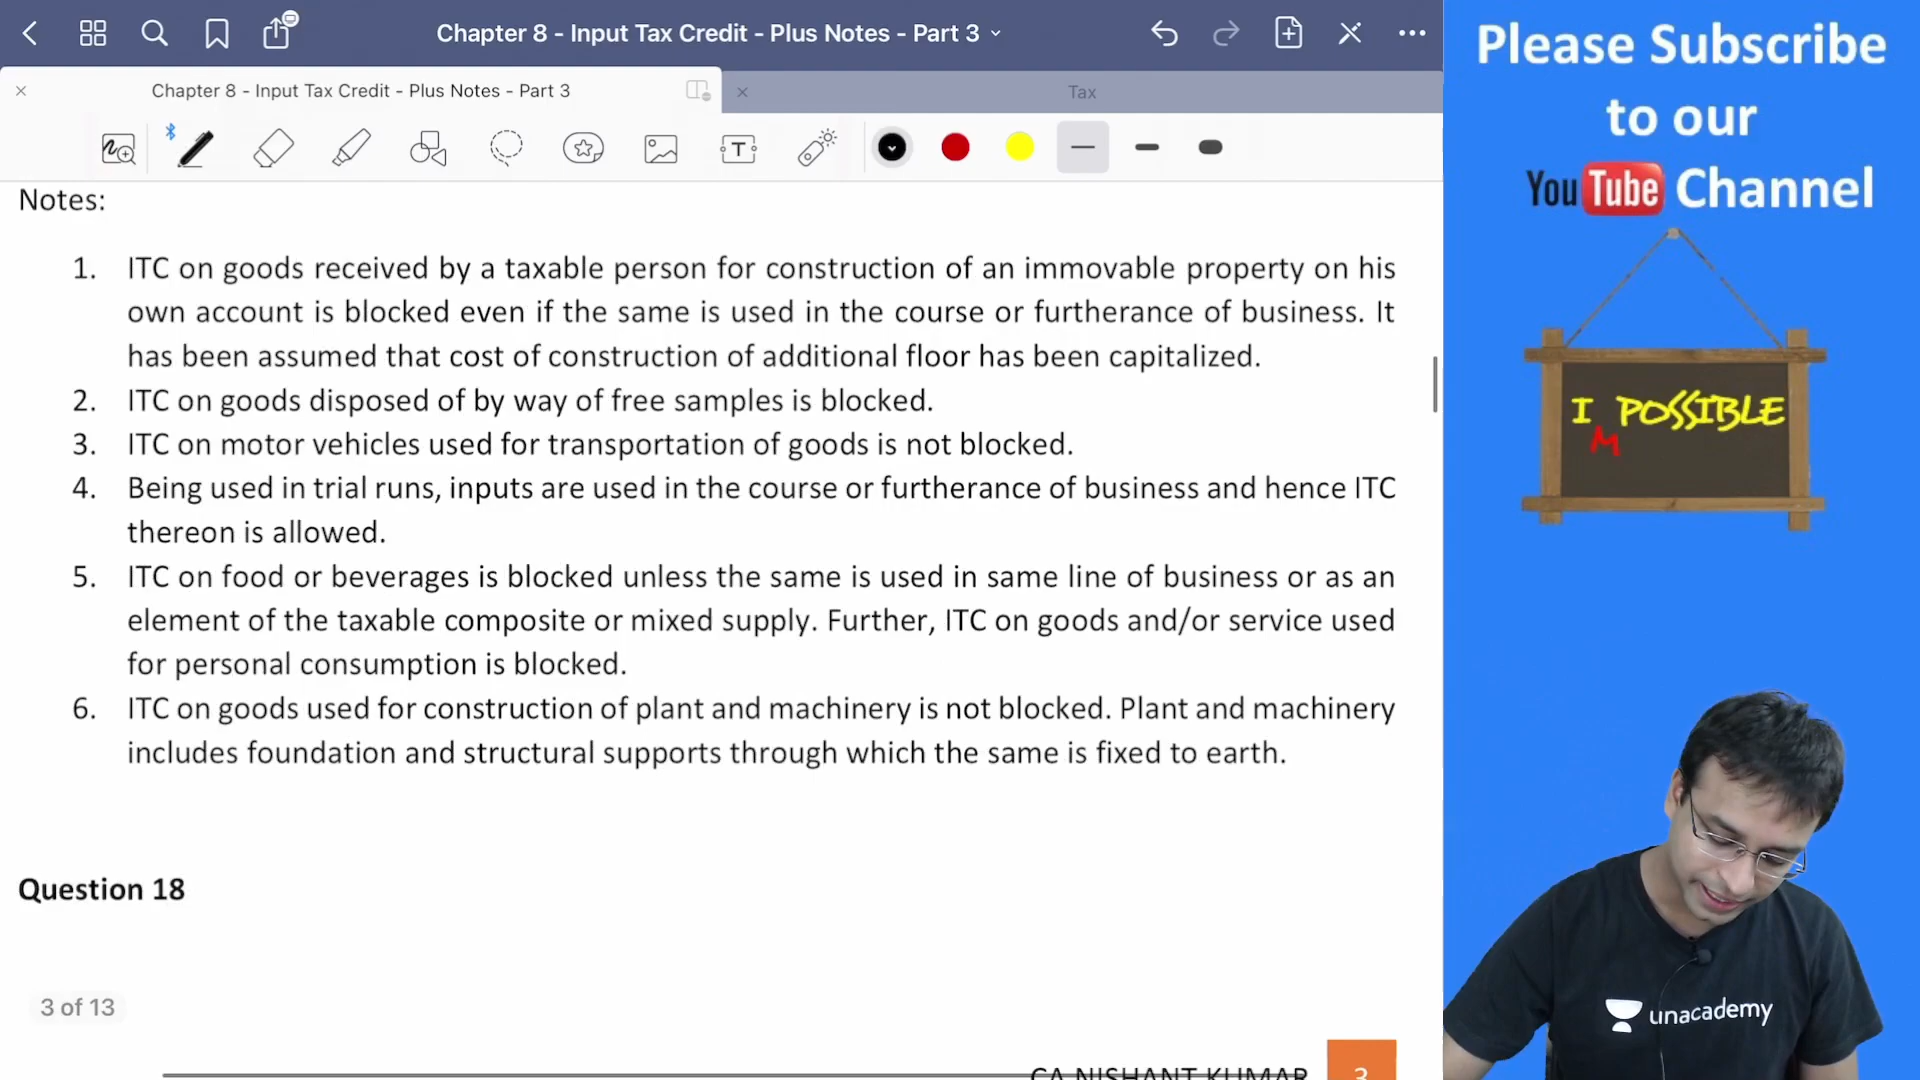 Chapter 8 - Input Tax Credit - Plus Notes - Part 3
Chapter 8 - Input Tax Credit - Plus Notes - Part 3
Tax
Notes:
1. ITC on goods received by a taxable person for construction of an immovable property on his
own account is blocked even if the same is used in the course or furtherance of business. It
has been assumed that cost of construction of additional floor has been capitalized.
2. ITC on goods disposed of by way of free samples is blocked.
3. ITC on motor vehicles used for transportation of goods is not blocked.
4. Being used in trial runs, inputs are used in the course or furtherance of business and hence ITC
thereon is allowed.
5. ITC on food or beverages is blocked unless the same is used in same line of business or as an
element of the taxable composite or mixed supply. Further, ITC on goods and/or service used
for personal consumption is blocked.
6. ITC on goods used for construction of plant and machinery is not blocked. Plant and machinery
includes foundation and structural supports through which the same is fixed to earth.
Question 18
3 of 13
CA NISHANT KUMAR 3
Please Subscribe
to our
YouTube Channel
I POSSIBLE
M
unacademy